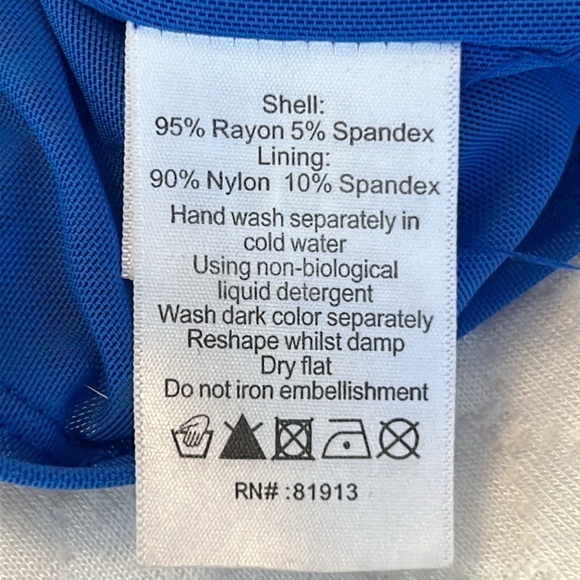 Shell:
95% Rayon 5% Spandex
Lining:
90% Nylon 10% Spandex
Hand wash separately in
cold water
Using non-biological
liquid detergent
Wash dark color separately
Reshape whilst damp
Dry flat
Do not iron embellishment
RN# :81913